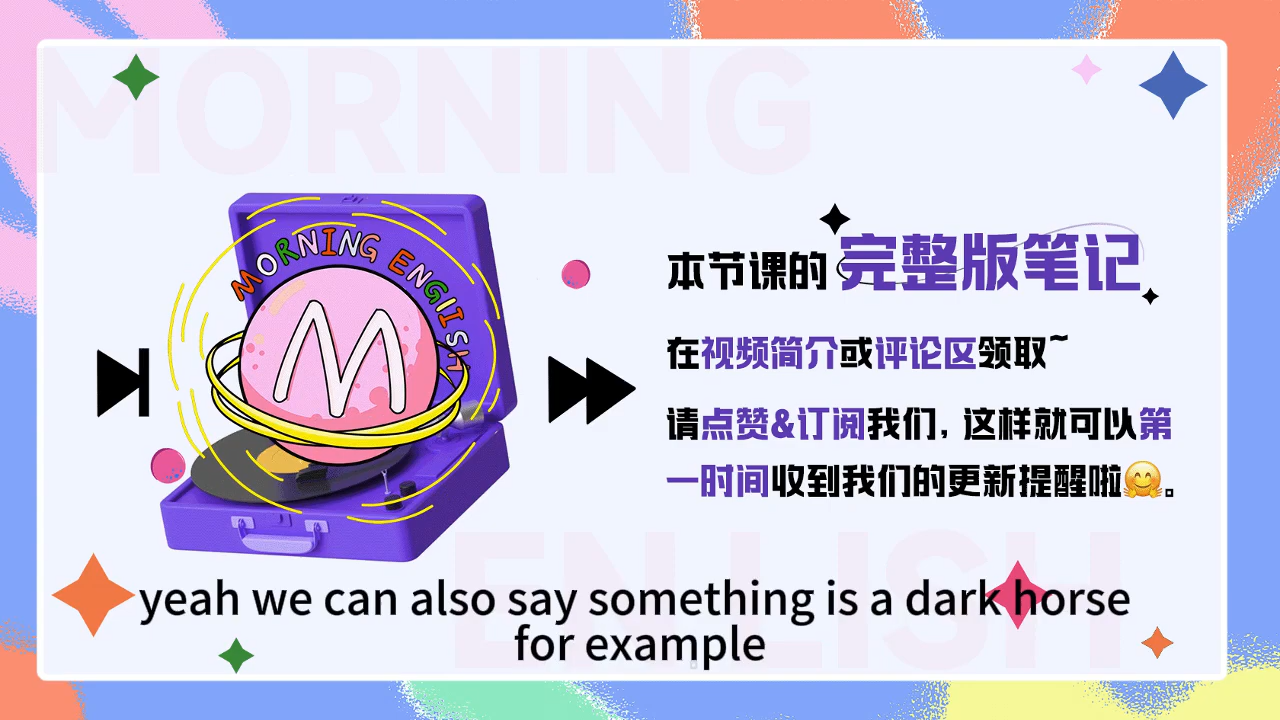 MORNING
MORNING ENGLISH
M
本节课的 完整版笔记
在视频简介或评论区领取~
请点赞&订阅我们，这样就可以第
一时间收到我们的更新提醒啦🤗。
ENLISH
yeah we can also say something is a dark horse
for example